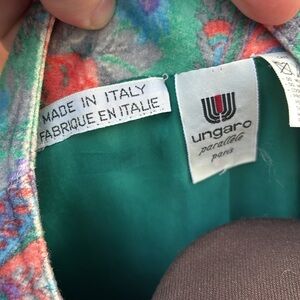 MADE IN ITALY
FABRIQUE EN ITALIE
ungaro
parallèle
paris